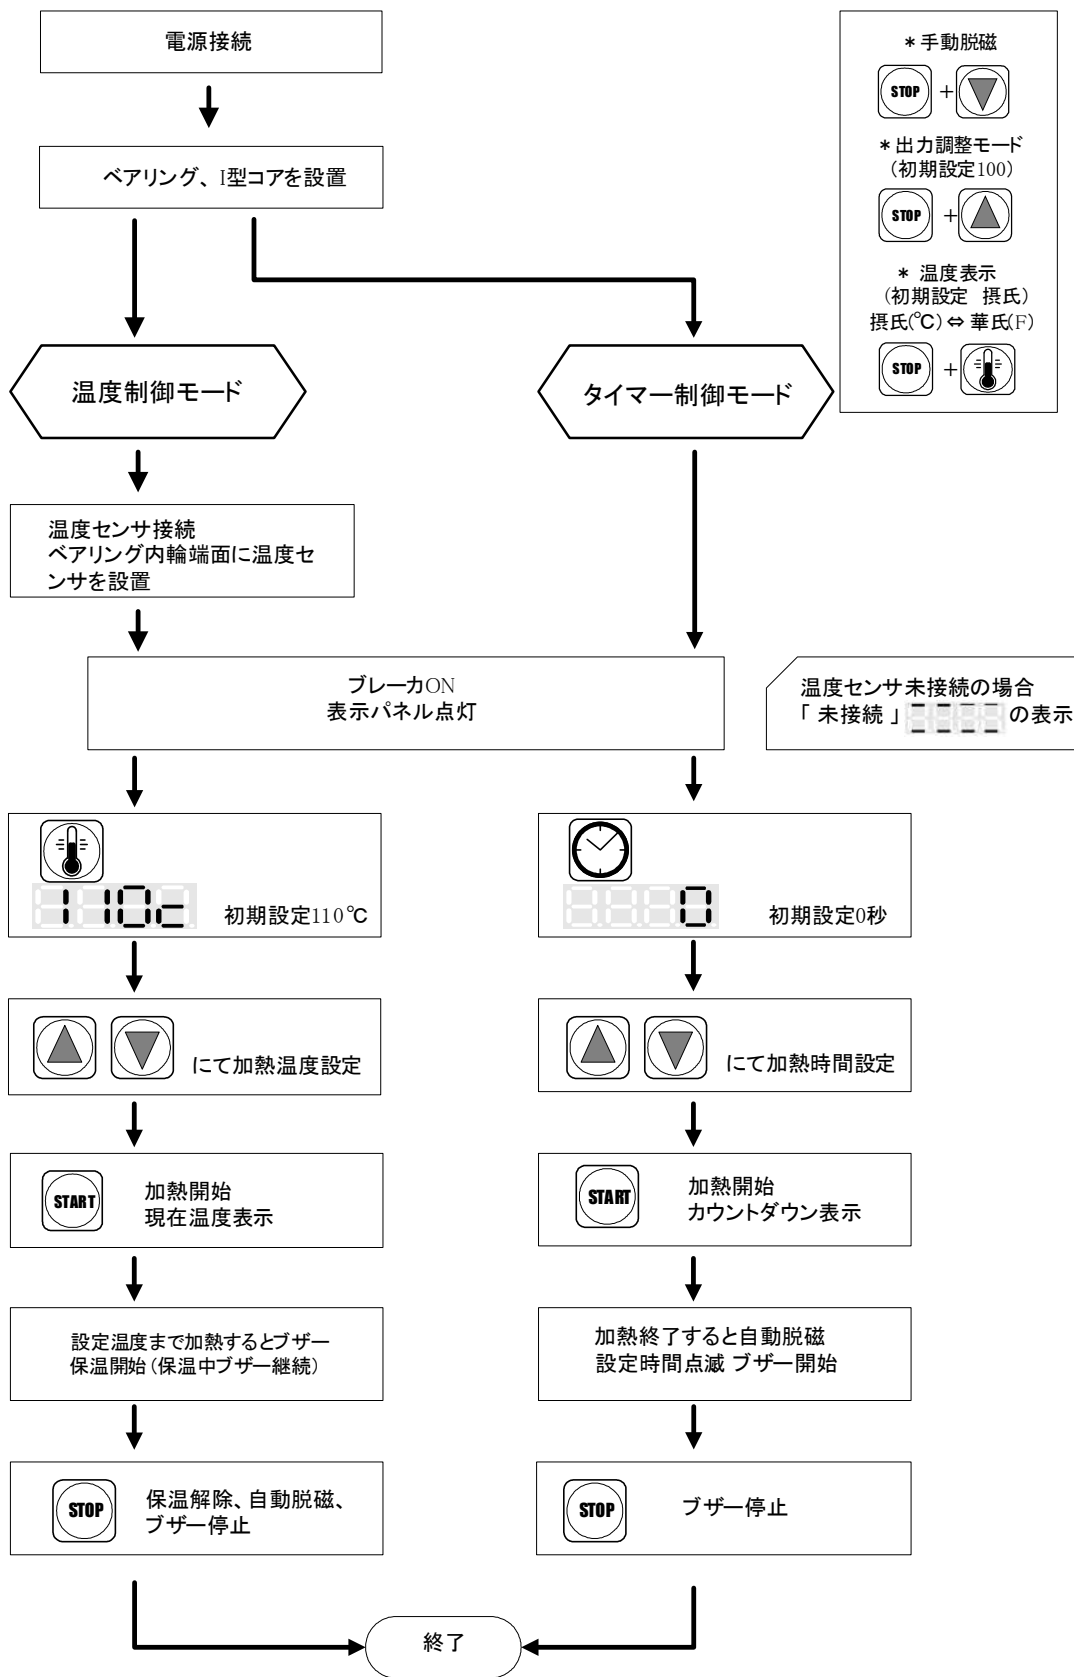 電源接続
ベアリング、I型コアを設置
＊手動脱磁
STOP + 
＊出力調整モード
(初期設定100)
STOP + 
＊ 温度表示
(初期設定 摂氏)
摂氏(℃) ⇔ 華氏(F)
STOP + 
温度制御モード
タイマー制御モード
温度センサ接続
ベアリング内輪端面に温度セ
ンサを設置
ブレーカON
表示パネル点灯
温度センサ未接続の場合
「 未接続 」 の表示
110c 初期設定110℃
0 初期設定0秒
にて加熱温度設定
にて加熱時間設定
START
加熱開始
現在温度表示
START
加熱開始
カウントダウン表示
設定温度まで加熱するとブザー
保温開始(保温中ブザー継続)
加熱終了すると自動脱磁
設定時間点滅 ブザー開始
STOP
保温解除、自動脱磁、
ブザー停止
STOP
ブザー停止
終了